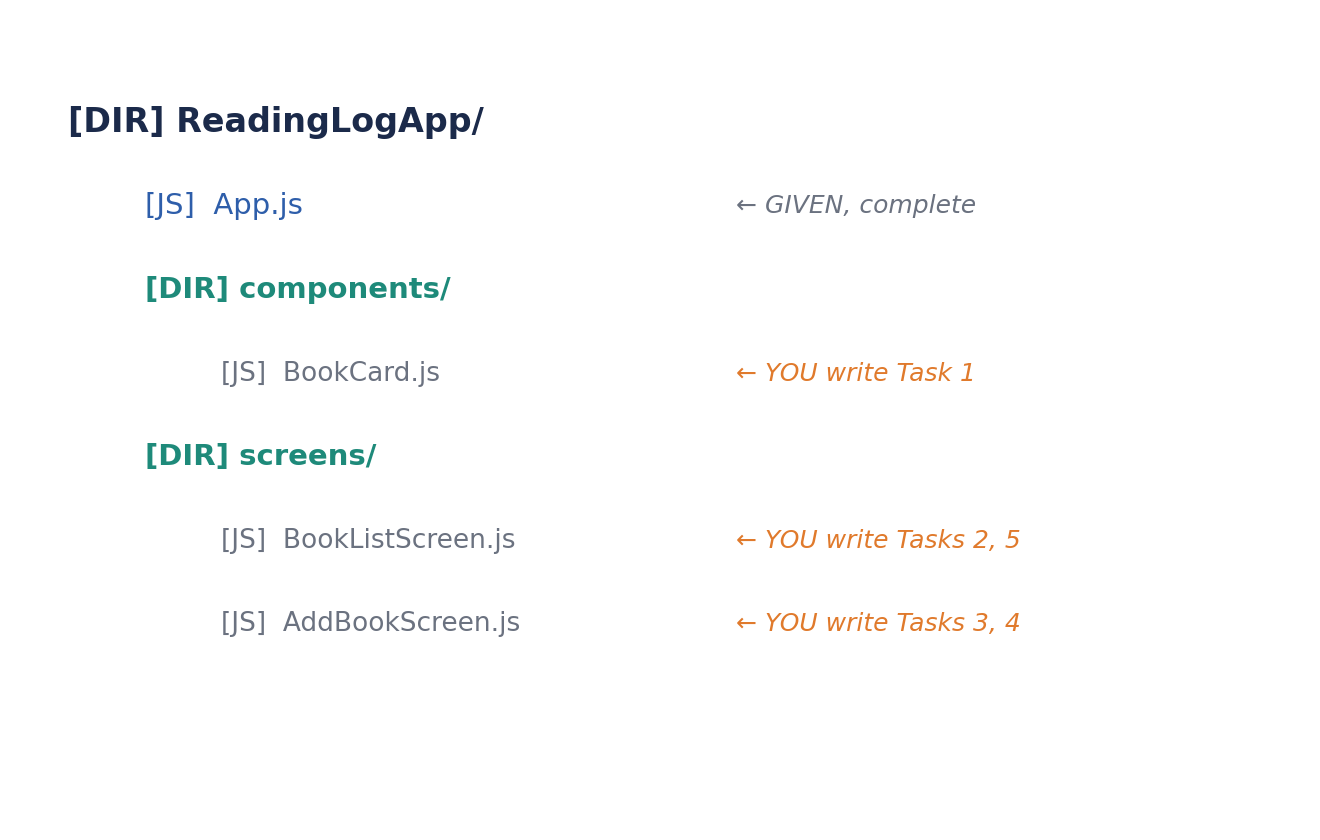 [DIR] ReadingLogApp/
[JS]  App.js ← GIVEN, complete
[DIR] components/
[JS]  BookCard.js ← YOU write Task 1
[DIR] screens/
[JS]  BookListScreen.js ← YOU write Tasks 2, 5
[JS]  AddBookScreen.js ← YOU write Tasks 3, 4